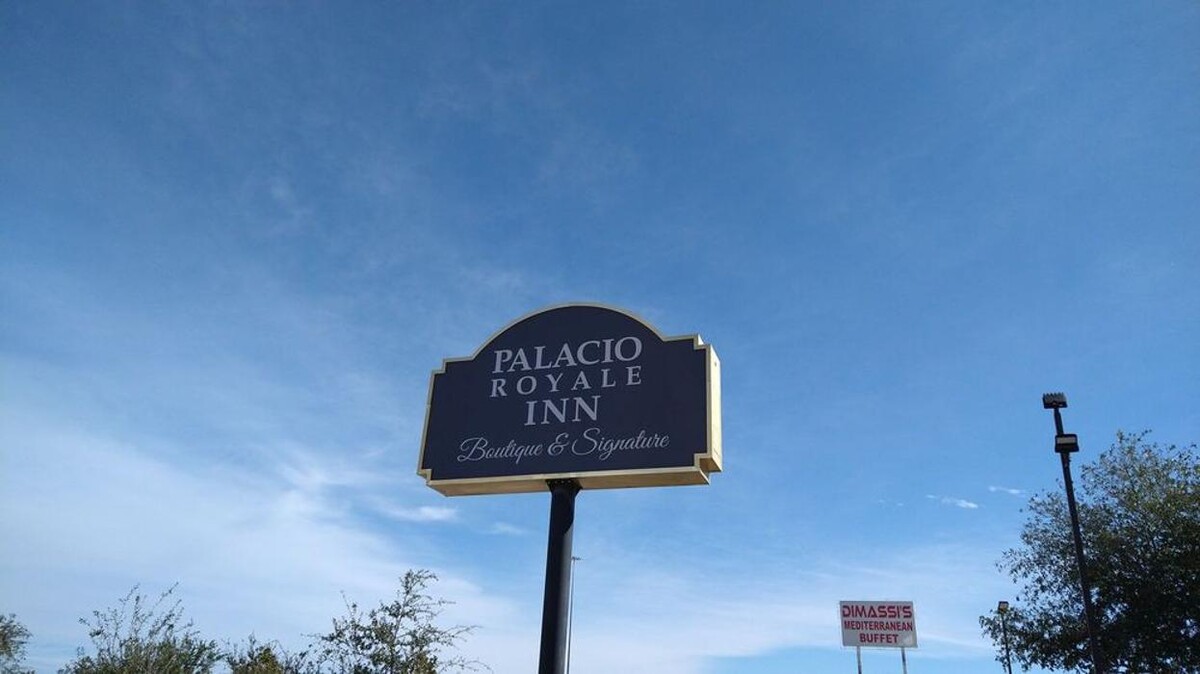 PALACIO
ROYALE
INN
Boutique & Signature
DIMASSI'S
MEDITERRANEAN
BUFFET